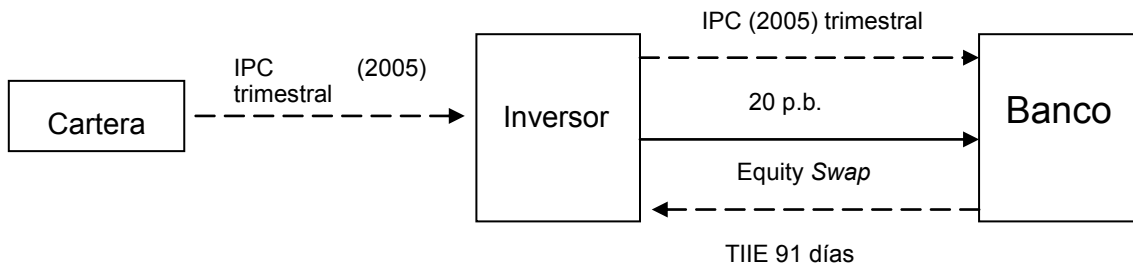 IPC (2005) trimestral
IPC (2005)
trimestral
Cartera
Inversor
20 p.b.
Banco
Equity Swap
TIIE 91 días